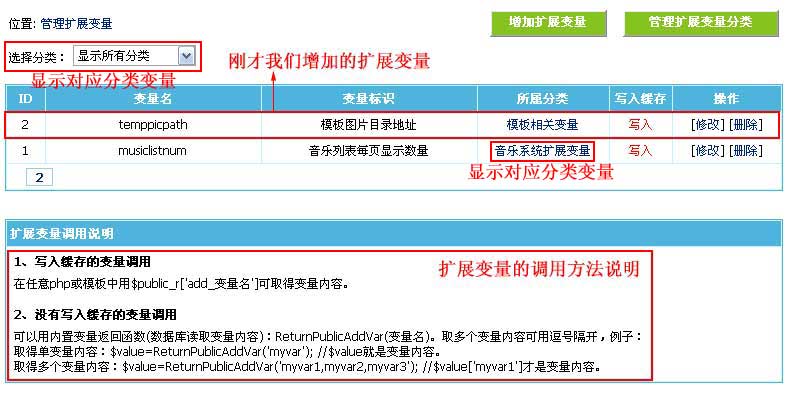 位置: 管理扩展变量
增加扩展变量 管理扩展变量分类
选择分类： 显示所有分类
显示对应分类变量
刚才我们增加的扩展变量
ID 变量名 变量标识 所属分类 写入缓存 操作
2 temppicpath 模板图片目录地址 模板相关变量 写入 [修改] [删除]
1 musiclistnum 音乐列表每页显示数量 音乐系统扩展变量 写入 [修改] [删除]
2
显示对应分类变量
扩展变量调用说明
1、写入缓存的变量调用
扩展变量的调用方法说明
在任意php或模板中用$public_r['add_变量名']可取得变量内容。
2、没有写入缓存的变量调用
可以用内置变量返回函数(数据库读取变量内容)：ReturnPublicAddVar(变量名)。取多个变量内容可用逗号隔开，例子：
取得单变量内容：$value=ReturnPublicAddVar('myvar'); //$value就是变量内容。
取得多个变量内容：$value=ReturnPublicAddVar('myvar1,myvar2,myvar3'); //$value['myvar1']才是变量内容。